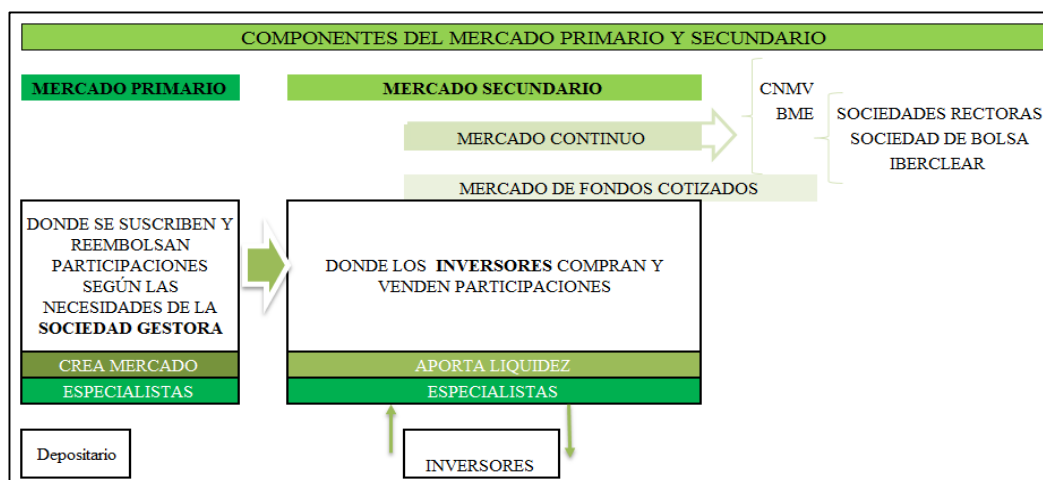 COMPONENTES DEL MERCADO PRIMARIO Y SECUNDARIO
MERCADO PRIMARIO
MERCADO SECUNDARIO
CNMV
BME
SOCIEDADES RECTORAS
SOCIEDAD DE BOLSA
IBERCLEAR
MERCADO CONTINUO
MERCADO DE FONDOS COTIZADOS
DONDE SE SUSCRIBEN Y
REEMBOLSAN
PARTICIPACIONES
SEGÚN LAS
NECESIDADES DE LA
SOCIEDAD GESTORA
DONDE LOS INVERSORES COMPRAN Y
VENDEN PARTICIPACIONES
CREA MERCADO
APORTA LIQUIDEZ
ESPECIALISTAS
ESPECIALISTAS
Depositario
INVERSORES